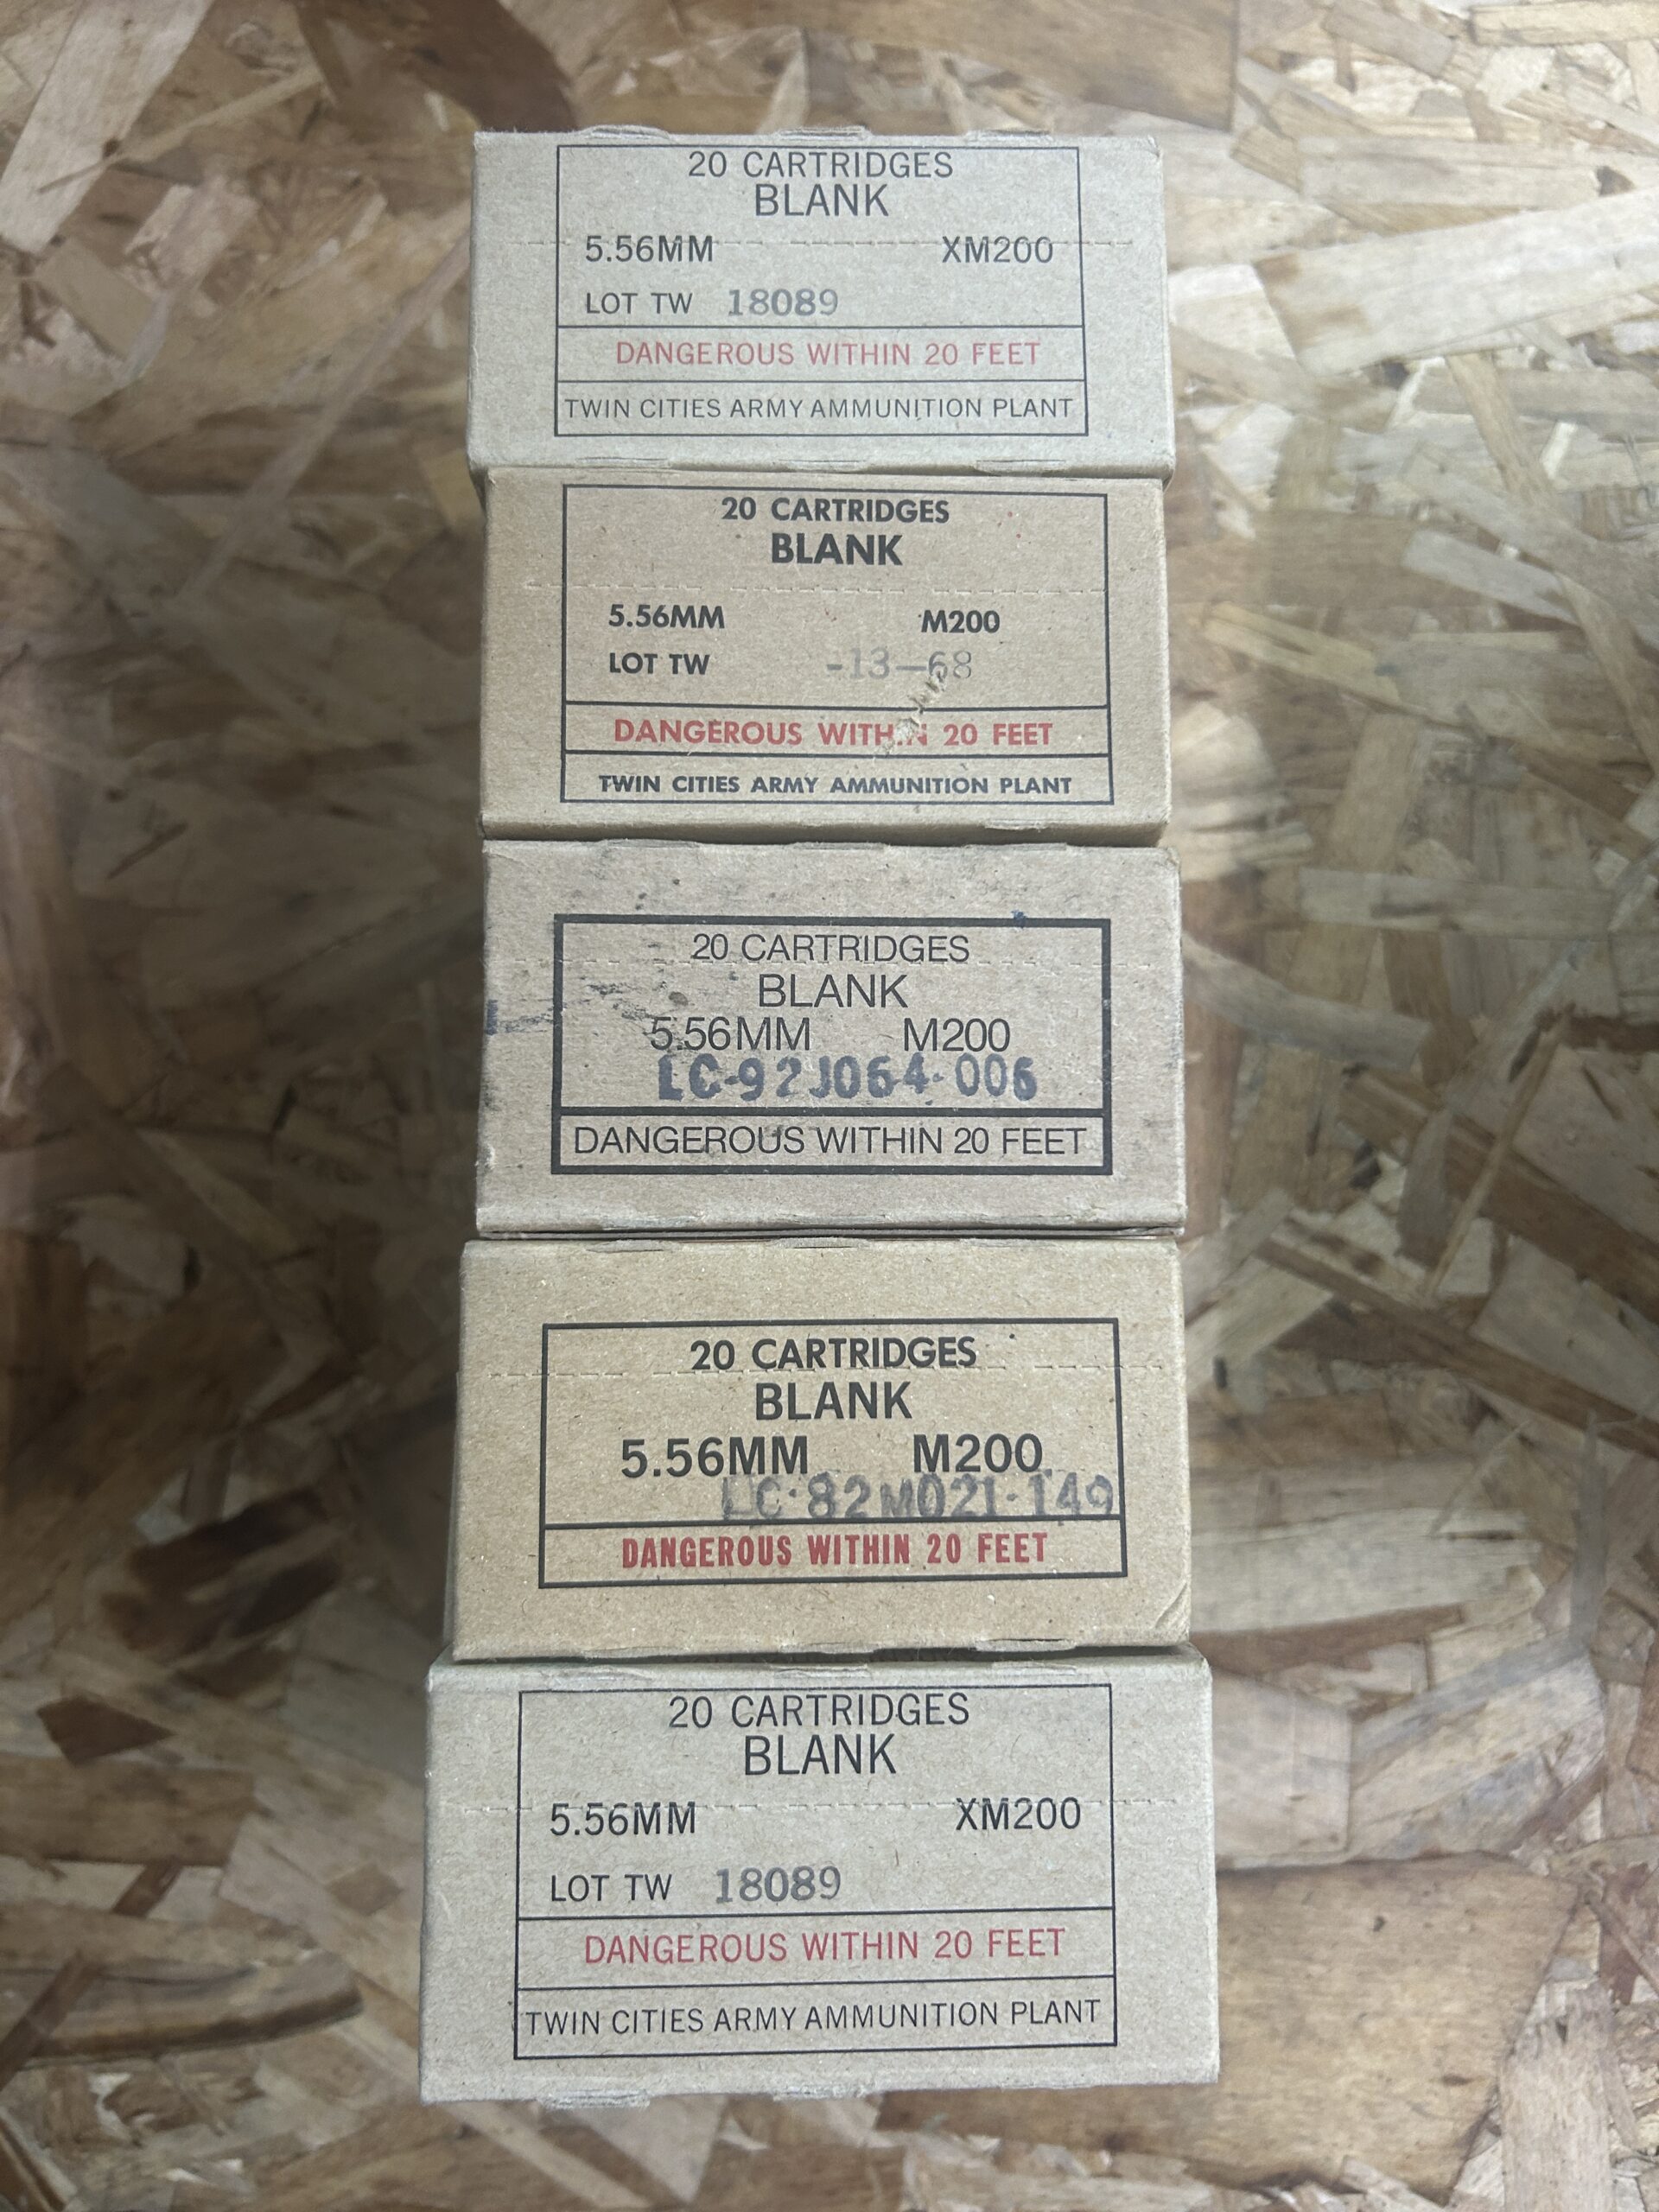 20 CARTRIDGES
BLANK
5.56MM XM200
LOT TW 18089
DANGEROUS WITHIN 20 FEET
TWIN CITIES ARMY AMMUNITION PLANT
20 CARTRIDGES
BLANK
5.56MM M200
LOT TW -13-68
DANGEROUS WITHIN 20 FEET
TWIN CITIES ARMY AMMUNITION PLANT
20 CARTRIDGES
BLANK
5.56MM M200
LC-92J064-006
DANGEROUS WITHIN 20 FEET
20 CARTRIDGES
BLANK
5.56MM M200
LC-82M021-149
DANGEROUS WITHIN 20 FEET
20 CARTRIDGES
BLANK
5.56MM XM200
LOT TW 18089
DANGEROUS WITHIN 20 FEET
TWIN CITIES ARMY AMMUNITION PLANT